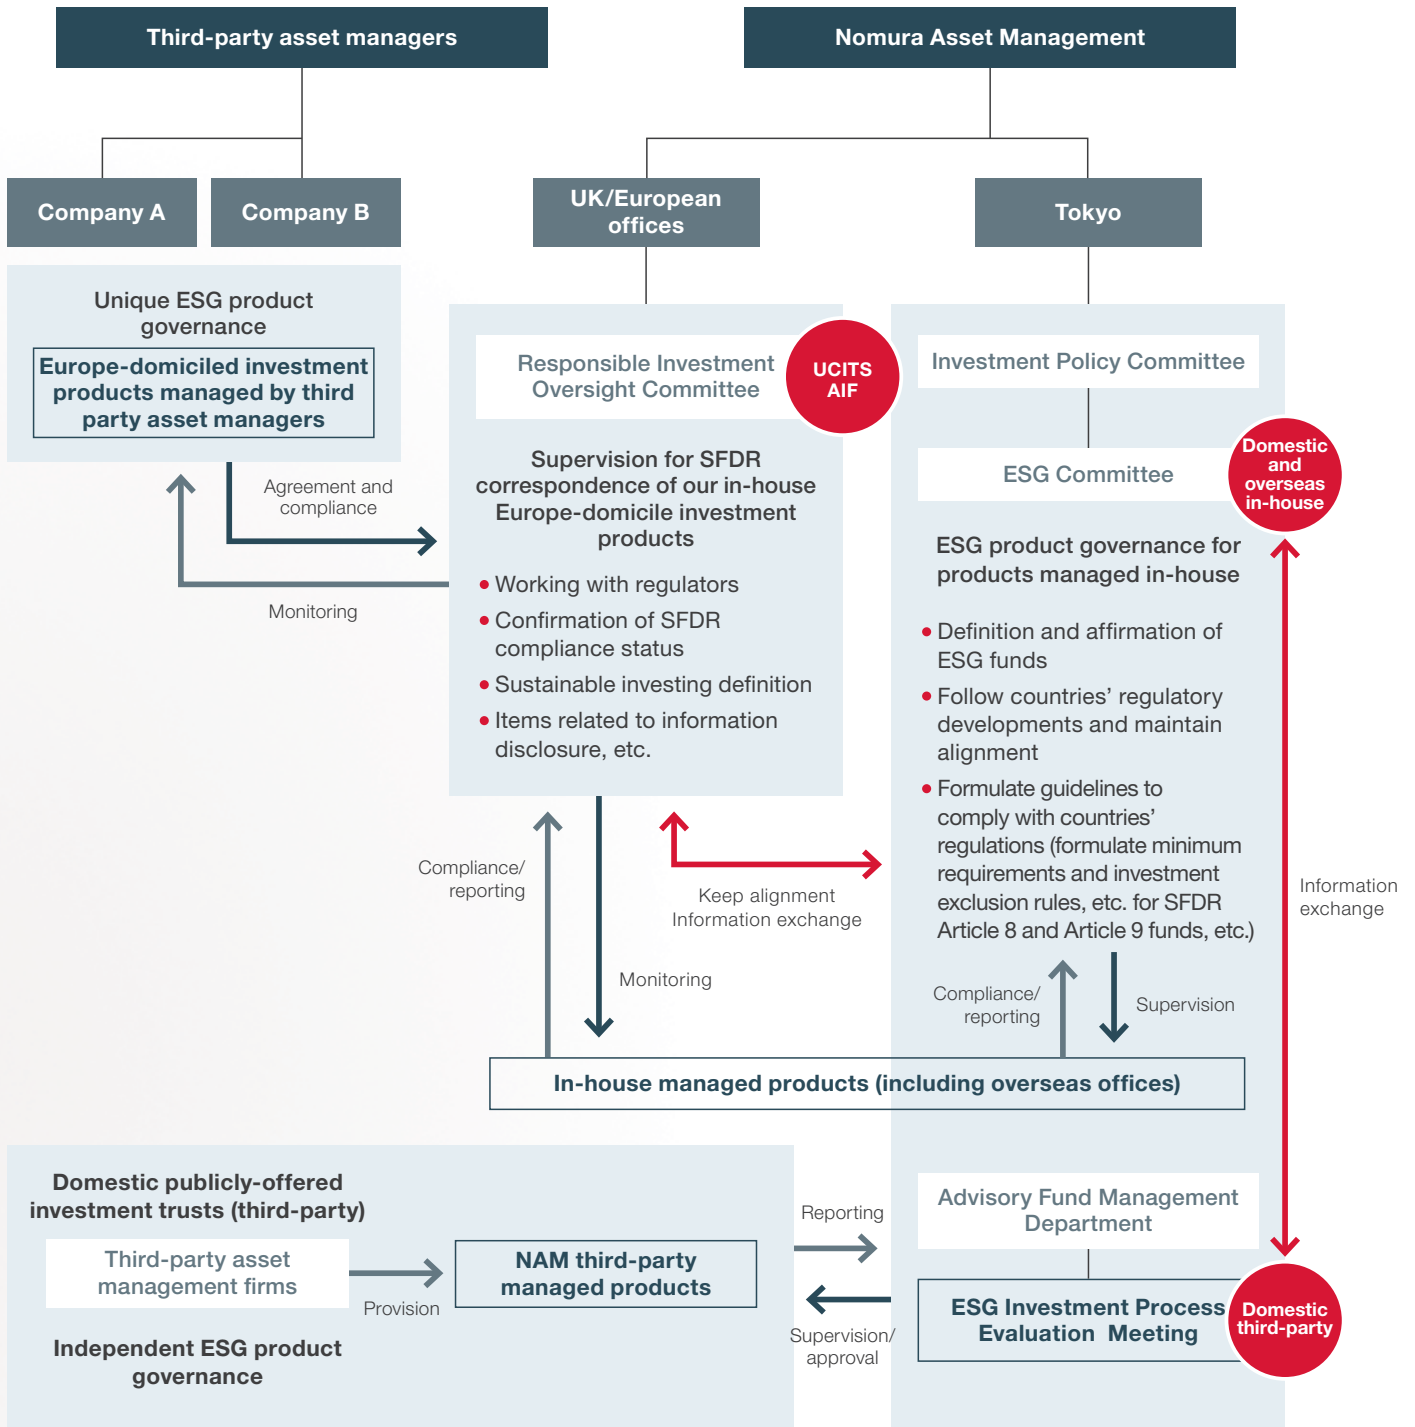 Third-party asset managers
Nomura Asset Management
Company A
Company B
UK/European
offices
Tokyo
Unique ESG product
governance
Europe-domiciled investment
products managed by third
party asset managers
Agreement and
compliance
Monitoring
Responsible Investment
Oversight Committee
UCITS
AIF
Supervision for SFDR
correspondence of our in-house
Europe-domicile investment
products
• Working with regulators
• Confirmation of SFDR
compliance status
• Sustainable investing definition
• Items related to information
disclosure, etc.
Investment Policy Committee
ESG Committee
Domestic
and
overseas
in-house
ESG product governance for
products managed in-house
• Definition and affirmation of
ESG funds
• Follow countries’ regulatory
developments and maintain
alignment
• Formulate guidelines to
comply with countries’
regulations (formulate minimum
requirements and investment
exclusion rules, etc. for SFDR
Article 8 and Article 9 funds, etc.)
Compliance/
reporting
Keep alignment
Information exchange
Monitoring
Compliance/
reporting
Supervision
Information
exchange
In-house managed products (including overseas offices)
Domestic publicly-offered
investment trusts (third-party)
Third-party asset
management firms
Provision
NAM third-party
managed products
Independent ESG product
governance
Reporting
Supervision/
approval
Advisory Fund Management
Department
ESG Investment Process
Evaluation Meeting
Domestic
third-party